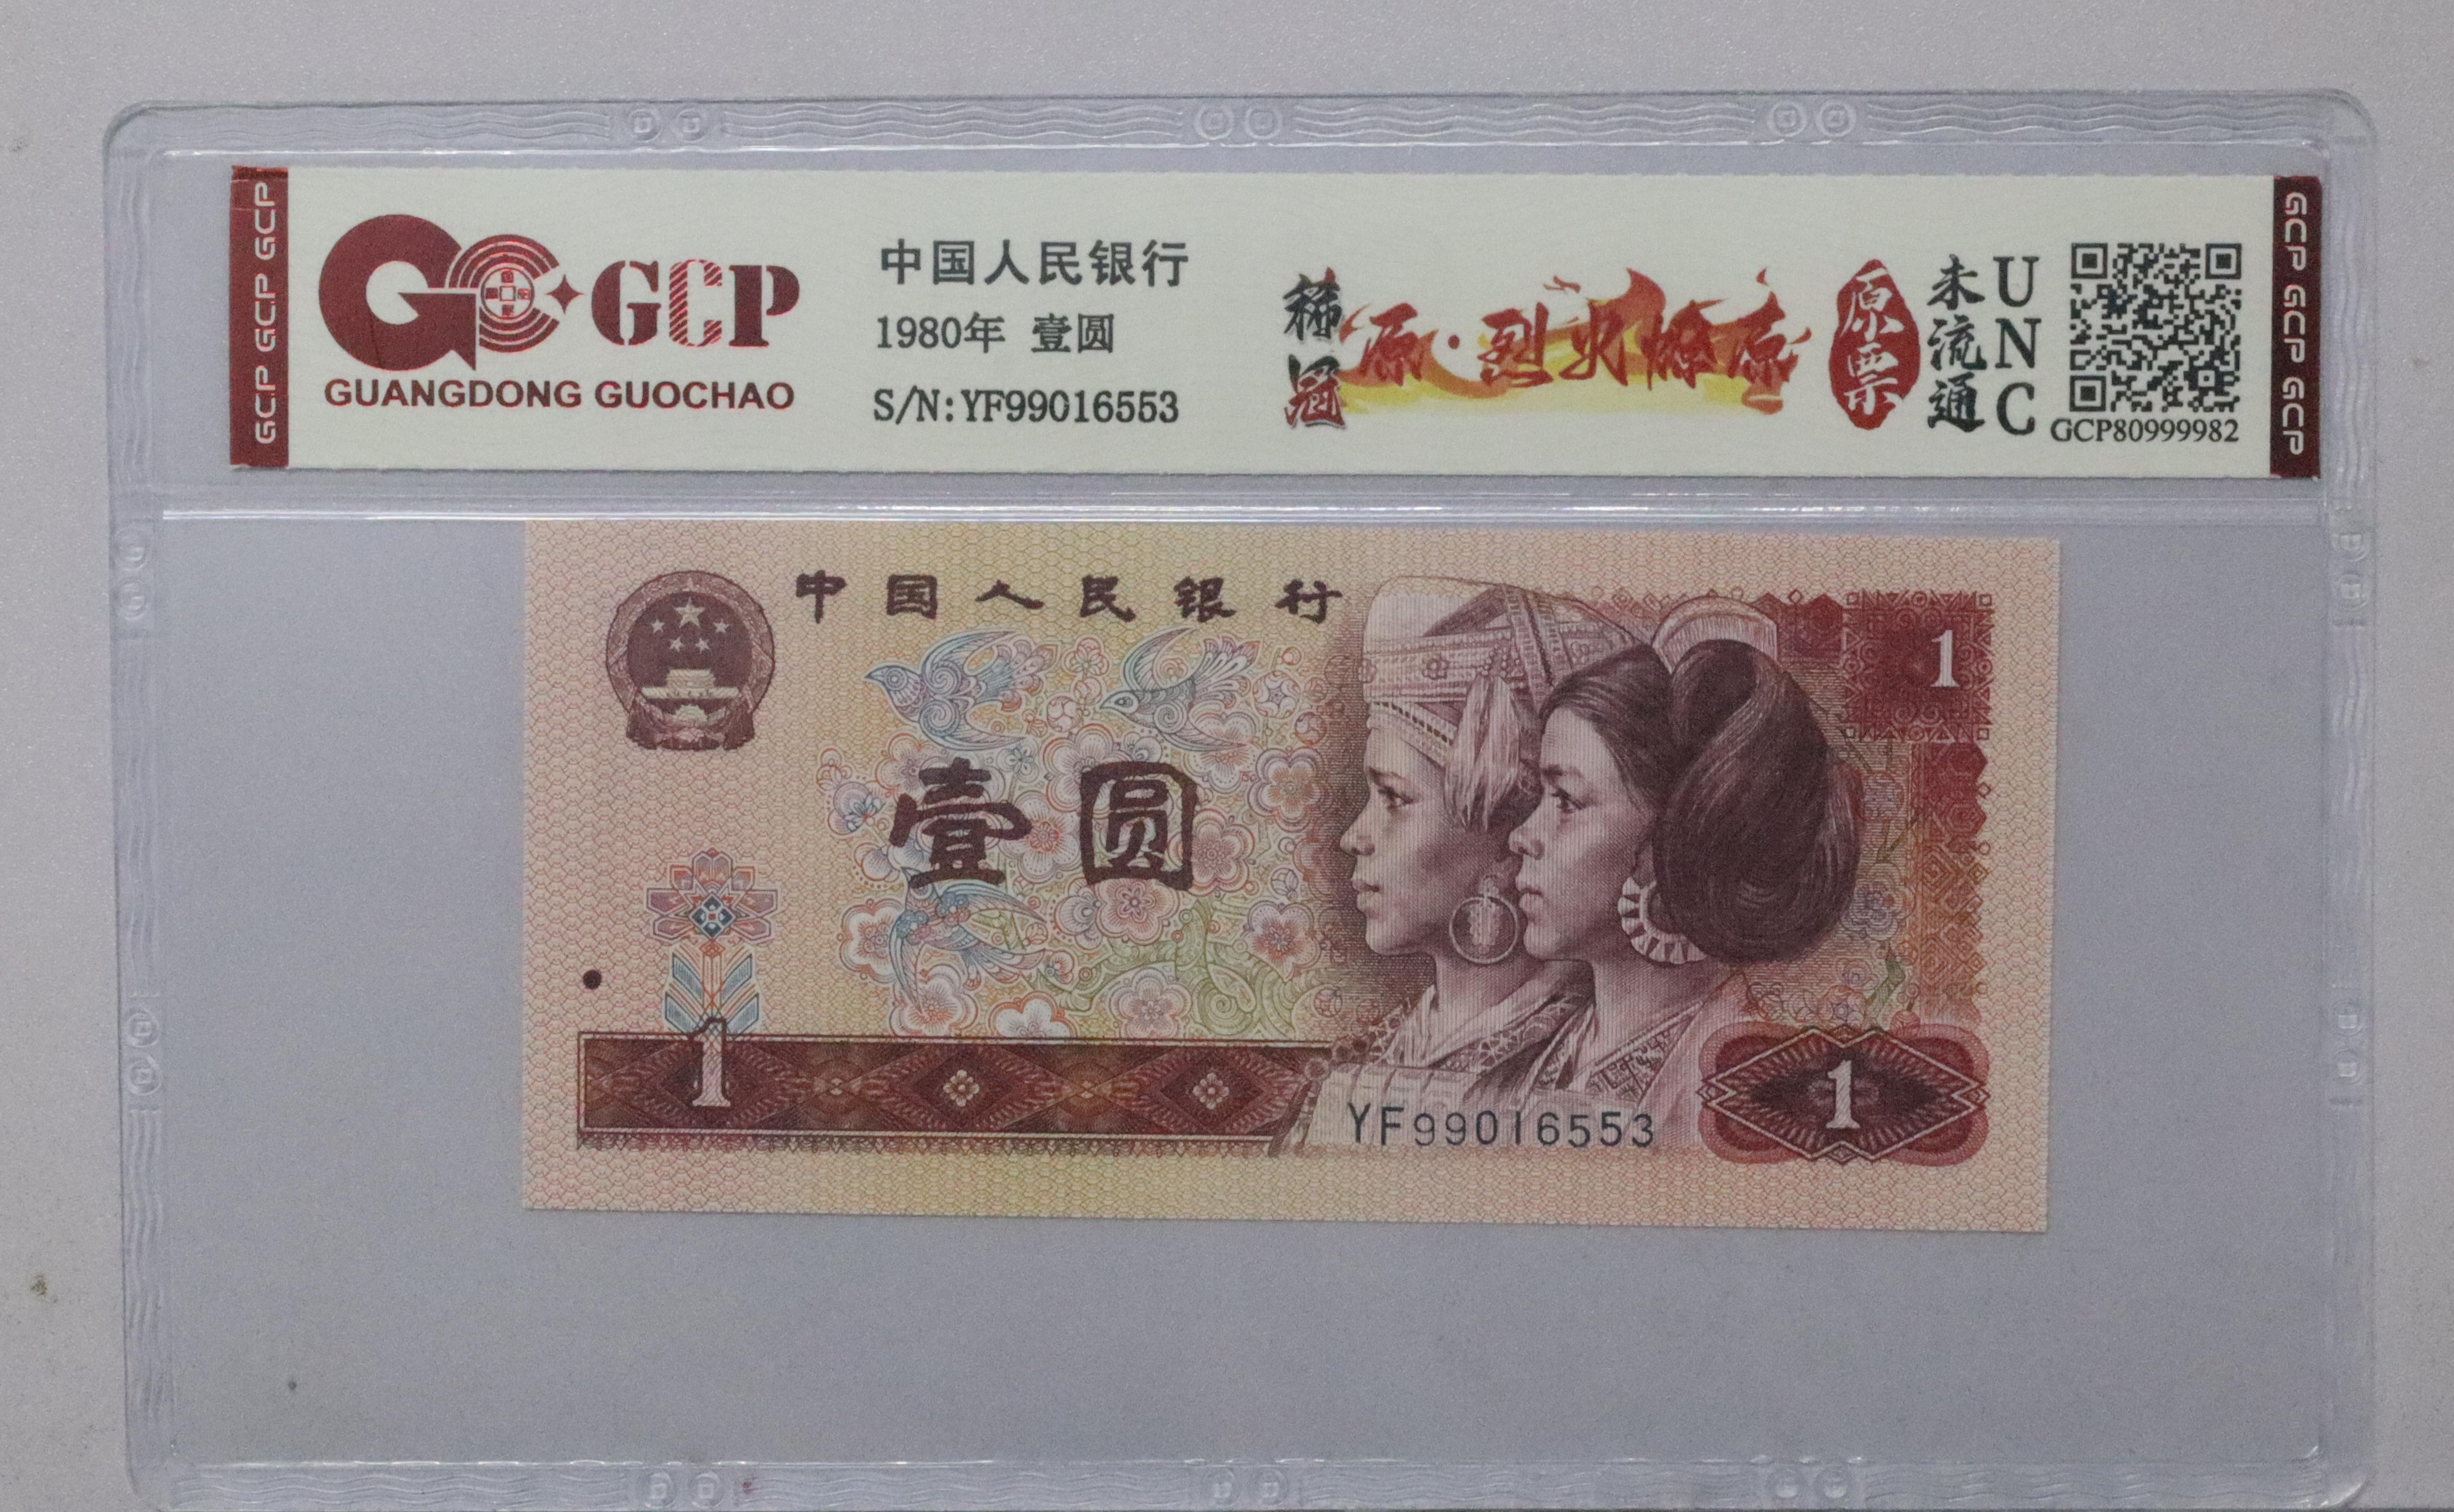 GCP GCP GCP
GCP
GUANGDONG GUOCHAO
中国人民银行
1980年 壹圆
S/N:YF99016553
稀冠
原·烈火燎原
原票
未流通
UNC
GCP80999982
GCP GCP GCP
中国人民银行
1
壹圆
1
YF99016553
1